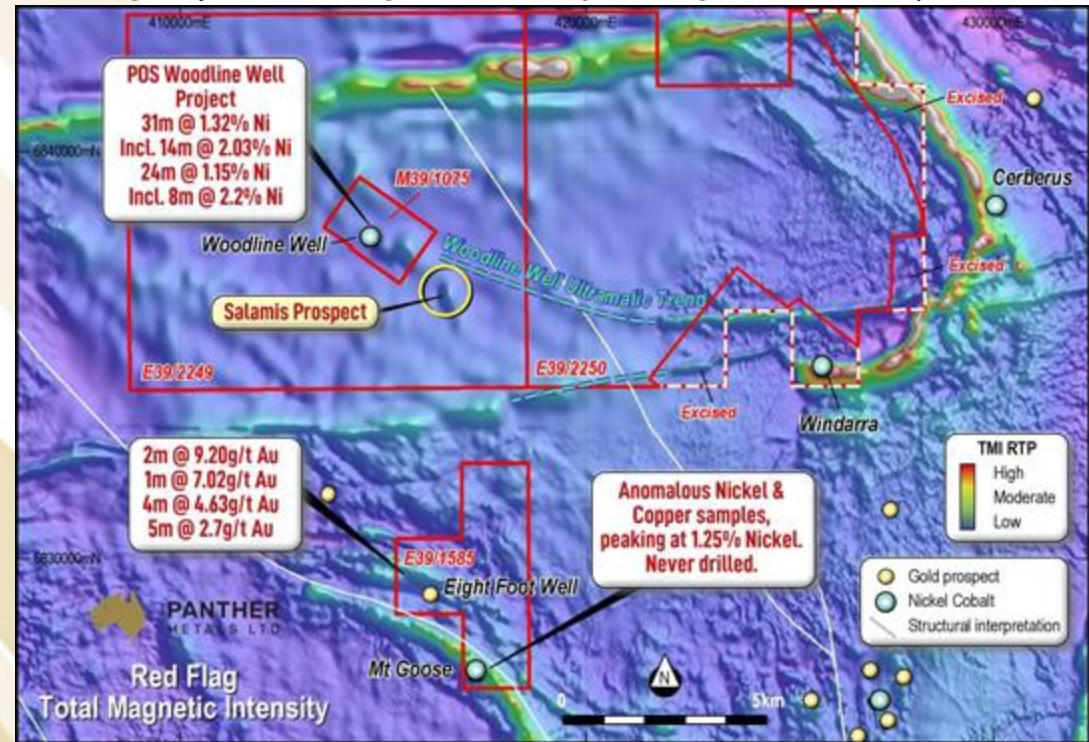 410000mE
420000mE
430000mE
POS Woodline Well
Project
31m @ 1.32% Ni
Incl. 14m @ 2.03% Ni
24m @ 1.15% Ni
Incl. 8m @ 2.2% Ni
Excised
6840000mN
M39/1075
Cerberus
Woodline Well
Woodline Well Ultramafic Trend
Excised
Salamis Prospect
E39/2249
E39/2250
Excised
Windarra
2m @ 9.20g/t Au
1m @ 7.02g/t Au
4m @ 4.63g/t Au
5m @ 2.7g/t Au
TMI RTP
High
Moderate
Low
Anomalous Nickel &
Copper samples,
peaking at 1.25% Nickel.
Never drilled.
6830000mN
E39/1585
Eight Foot Well
Gold prospect
Nickel Cobalt
Structural interpretation
PANTHER
METALS LTD
Mt Goose
Red Flag
Total Magnetic Intensity
N
0
5km